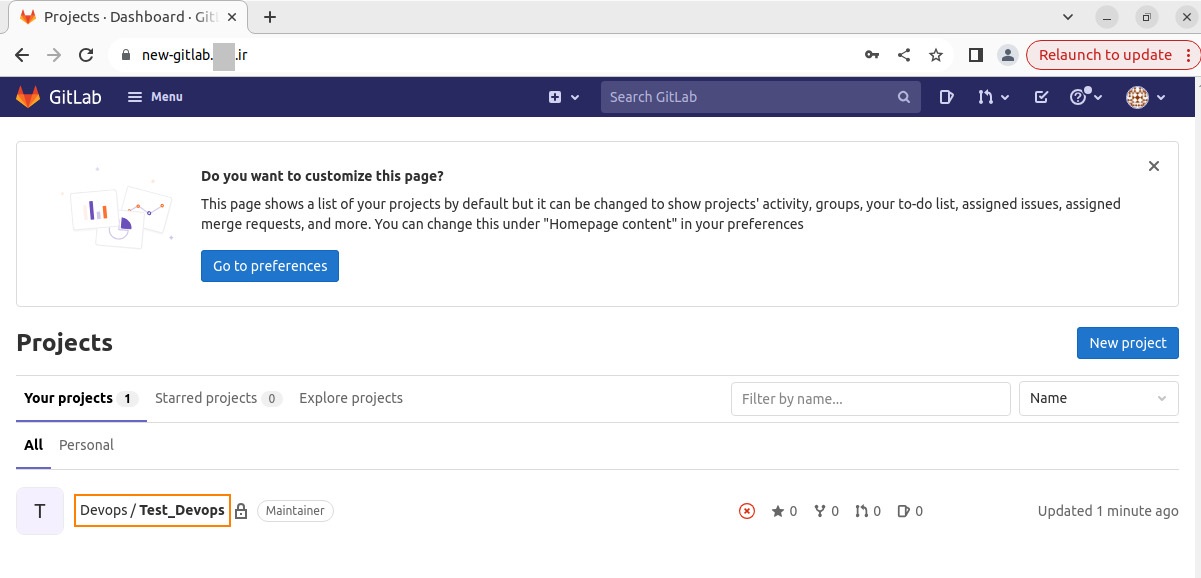 Projects · Dashboard · Git
new-gitlab. .ir
Relaunch to update
GitLab
Menu
Search GitLab
Do you want to customize this page?
This page shows a list of your projects by default but it can be changed to show projects' activity, groups, your to-do list, assigned issues, assigned
merge requests, and more. You can change this under "Homepage content" in your preferences
Go to preferences
Projects
New project
Your projects 1
Starred projects 0
Explore projects
Filter by name...
Name
All
Personal
T
Devops / Test_Devops
Maintainer
0
0
0
0
Updated 1 minute ago